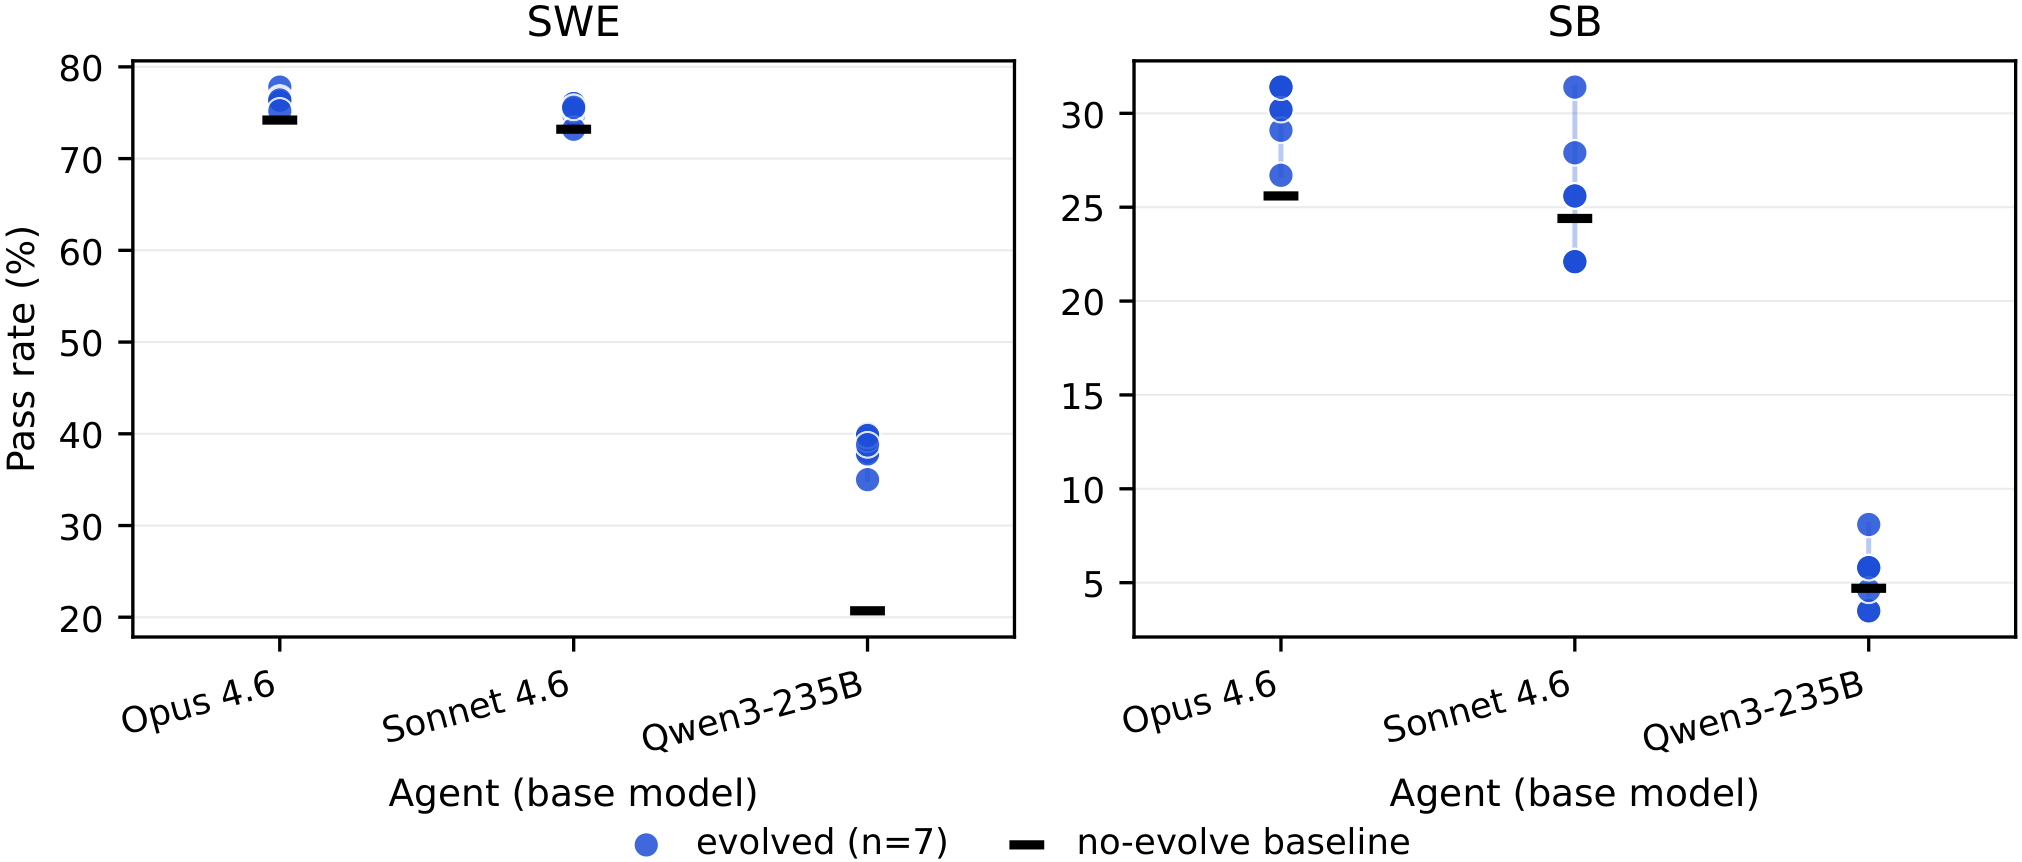 SWE
SB
Pass rate (%)
80
70
60
50
40
30
20
30
25
20
15
10
5
Opus 4.6
Sonnet 4.6
Qwen3-235B
Opus 4.6
Sonnet 4.6
Qwen3-235B
Agent (base model)
Agent (base model)
evolved (n=7)
no-evolve baseline